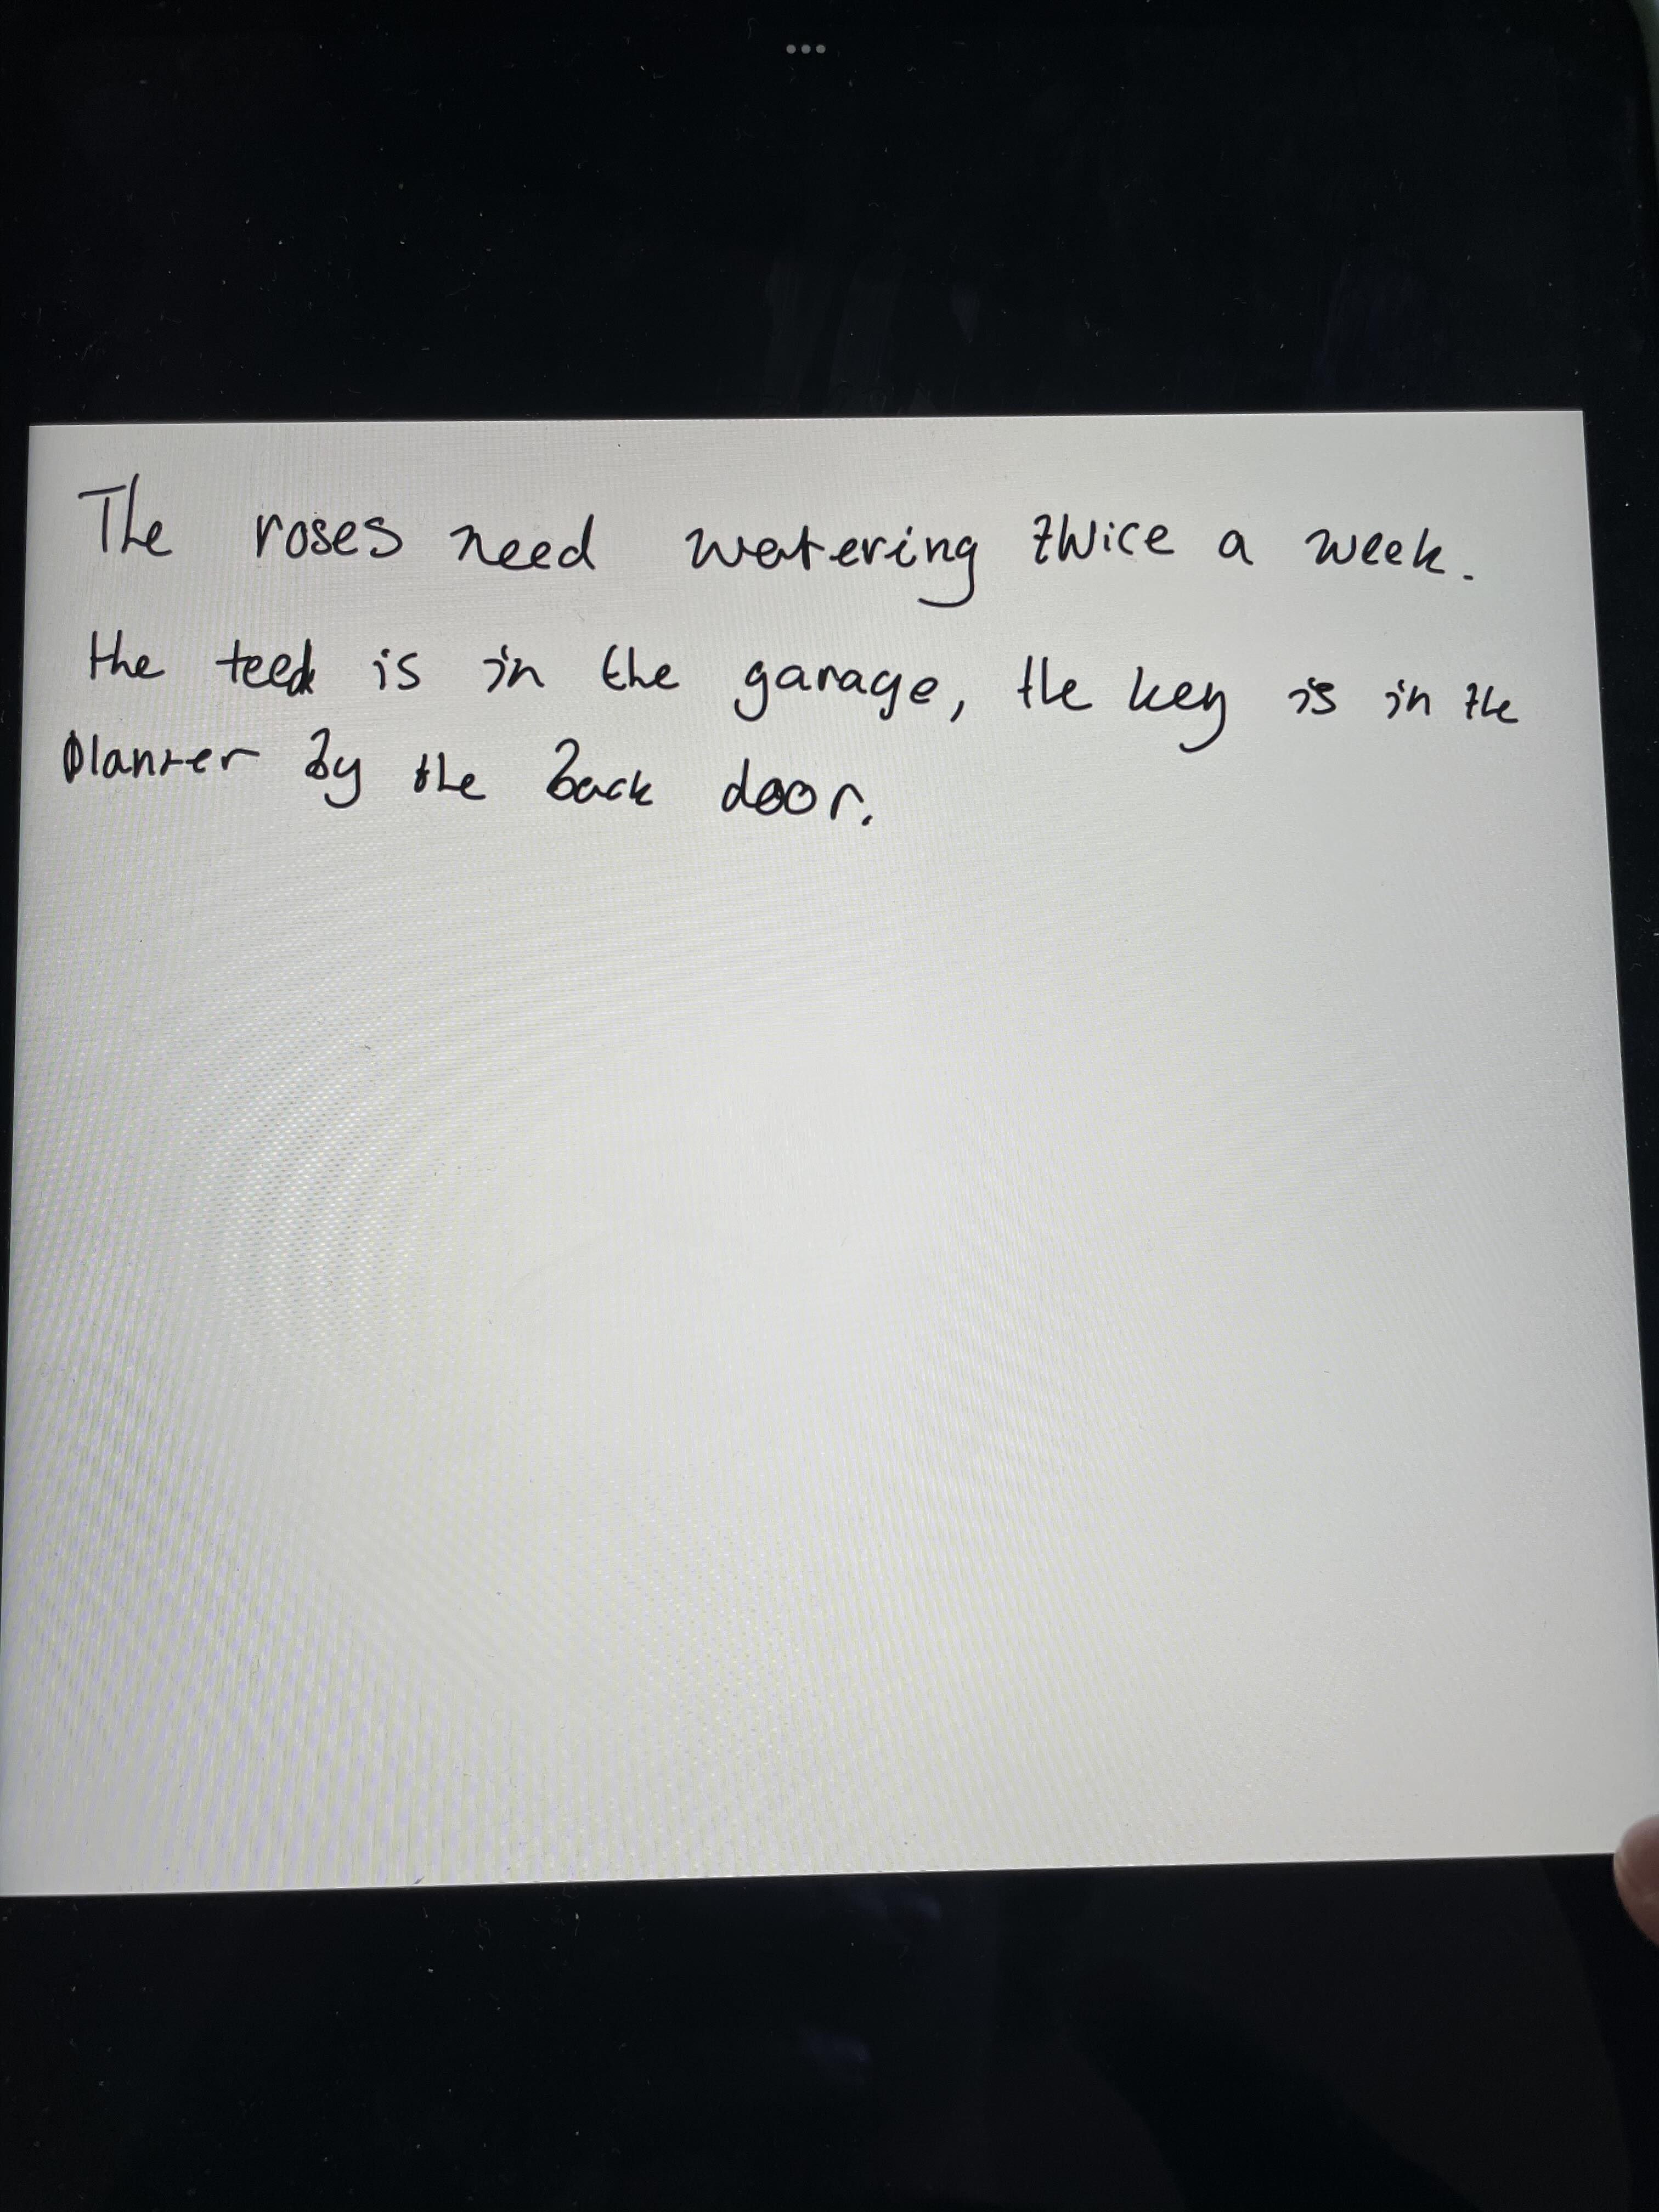 The roses need watering twice a week.
the teed is in the garage, the key is in the
planter by the back door.